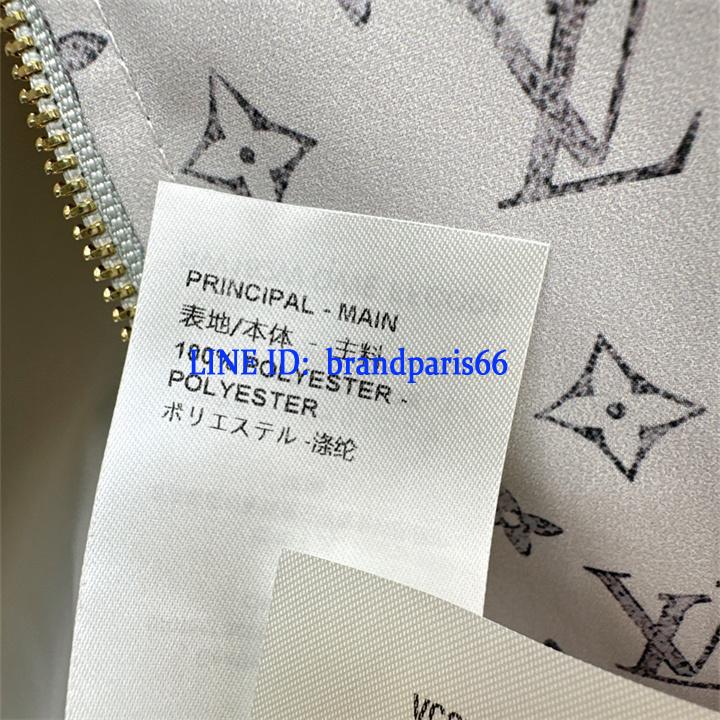 PRINCIPAL - MAIN
表地/本体 - 主料
LINE ID: brandparis66
100% POLYESTER -
POLYESTER
ポリエステル -涤纶